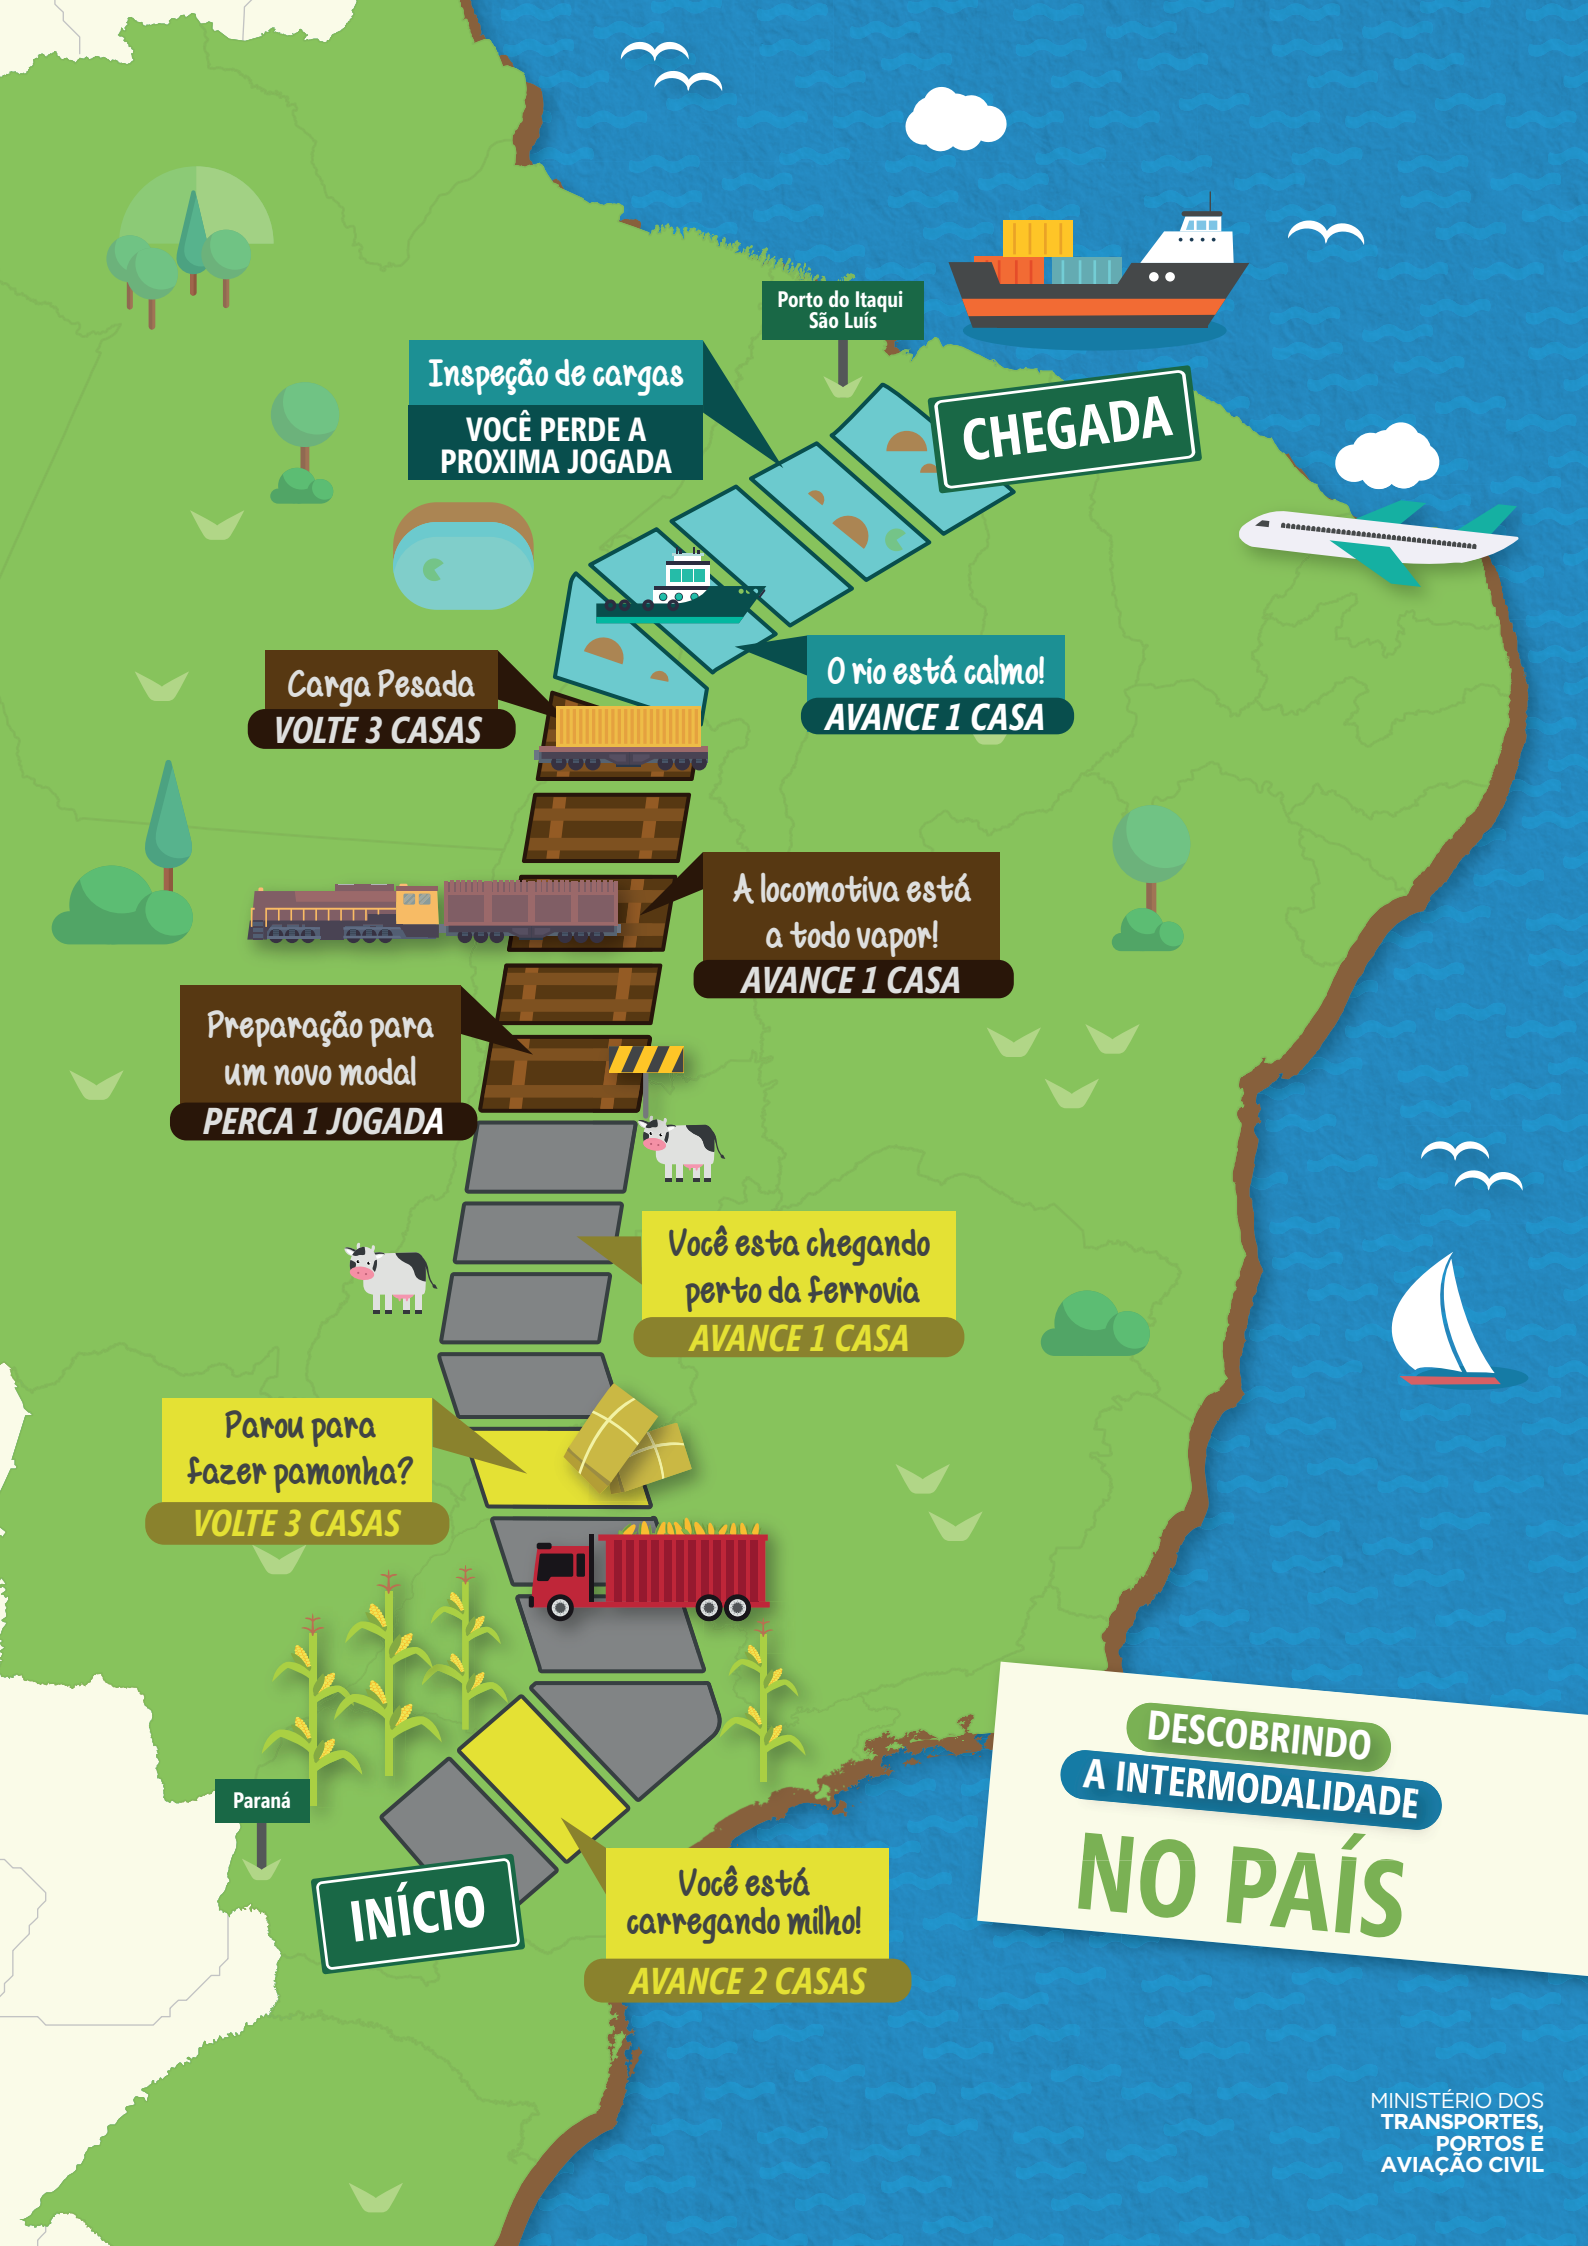 Porto do Itaqui
São Luís
CHEGADA
Inspeção de cargas
VOCÊ PERDE A
PROXIMA JOGADA
O rio está calmo!
AVANCE 1 CASA
Carga Pesada
VOLTE 3 CASAS
A locomotiva está
a todo vapor!
AVANCE 1 CASA
Preparação para
um novo modal
PERCA 1 JOGADA
Você esta chegando
perto da ferrovia
AVANCE 1 CASA
Parou para
fazer pamonha?
VOLTE 3 CASAS
Paraná
INÍCIO
Você está
carregando milho!
AVANCE 2 CASAS
DESCOBRINDO
A INTERMODALIDADE
NO PAÍS
MINISTÉRIO DOS
TRANSPORTES,
PORTOS E
AVIAÇÃO CIVIL